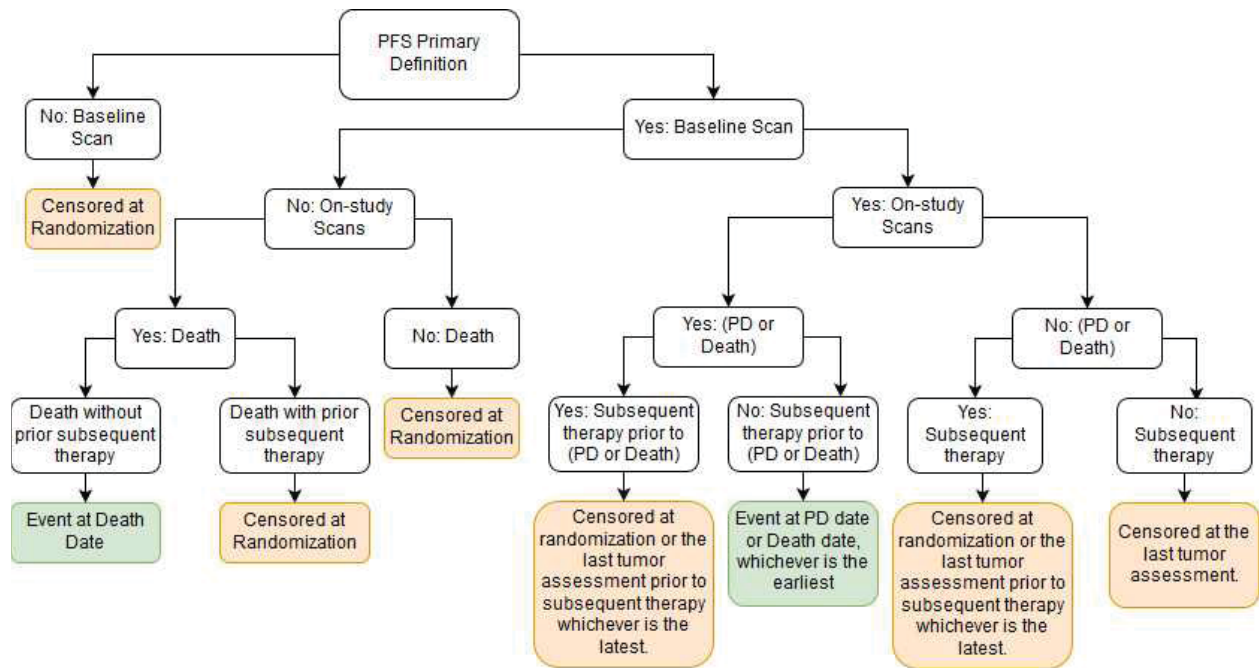 PFS Primary
Definition
No: Baseline
Scan
Yes: Baseline Scan
Censored at
Randomization
No: On-study
Scans
Yes: On-study
Scans
Yes: Death
No: Death
Yes: (PD or
Death)
No: (PD or
Death)
Death without
prior subsequent
therapy
Death with prior
subsequent
therapy
Censored at
Randomization
Yes: Subsequent
therapy prior to
(PD or Death)
No: Subsequent
therapy prior to
(PD or Death)
Yes:
Subsequent
therapy
No:
Subsequent
therapy
Event at Death
Date
Censored at
Randomization
Censored at
randomization or the
last tumor
assessment prior to
subsequent therapy
whichever is the
latest.
Event at PD date
or Death date,
whichever is the
earliest
Censored at
randomization or the
last tumor
assessment prior to
subsequent therapy
whichever is the
latest.
Censored at the
last tumor
assessment.